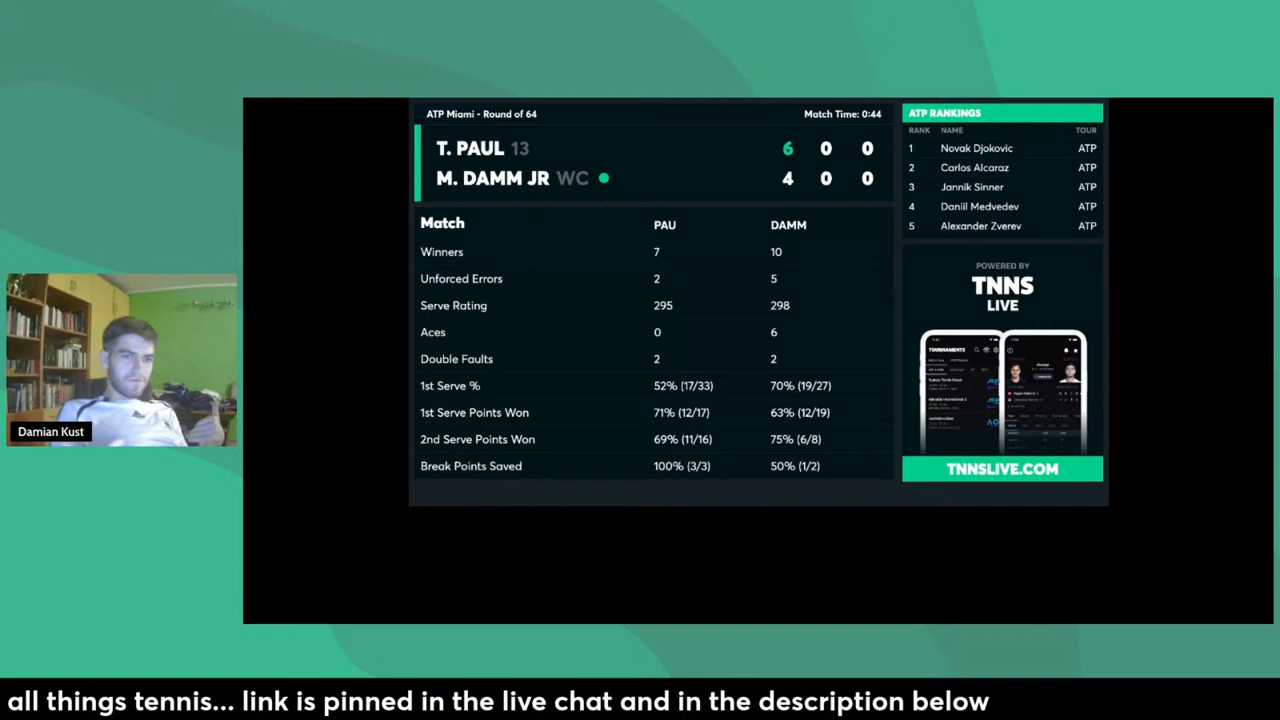 ATP Miami - Round of 64 Match Time: 0:44
T. PAUL 13 6 0 0
M. DAMM JR WC 4 0 0
Match PAU DAMM
Winners 7 10
Unforced Errors 2 5
Serve Rating 295 298
Aces 0 6
Double Faults 2 2
1st Serve % 52% (17/33) 70% (19/27)
1st Serve Points Won 71% (12/17) 63% (12/19)
2nd Serve Points Won 69% (11/16) 75% (6/8)
Break Points Saved 100% (3/3) 50% (1/2)
ATP RANKINGS
RANK NAME TOUR
1 Novak Djokovic ATP
2 Carlos Alcaraz ATP
3 Jannik Sinner ATP
4 Daniil Medvedev ATP
5 Alexander Zverev ATP
POWERED BY
TNNS
LIVE
TOURNAMENTS
TNNSLIVE.COM
Damian Kust
all things tennis... link is pinned in the live chat and in the description below